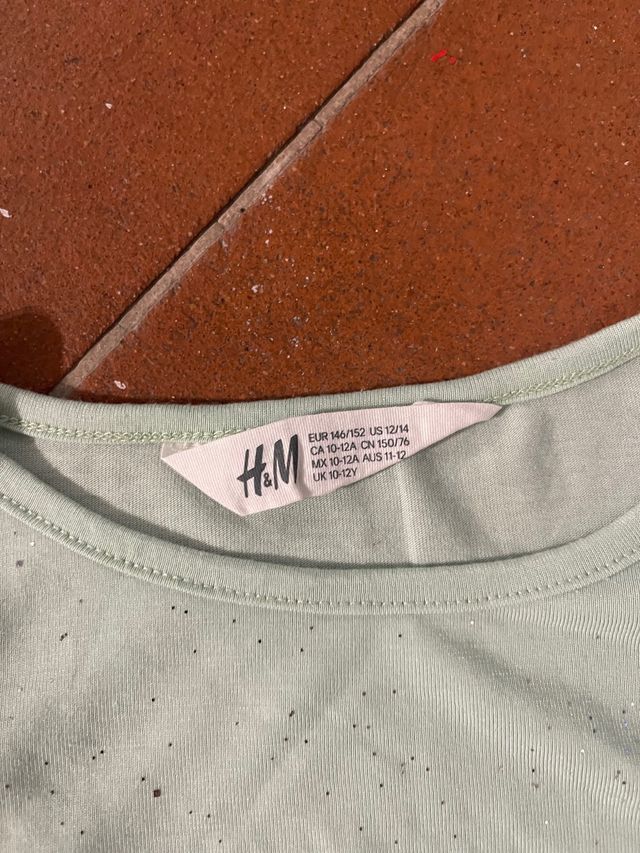 H&M
EUR 146/152 US 12/14
CA 10-12A CN 150/76
MX 10-12A AUS 11-12
UK 10-12Y